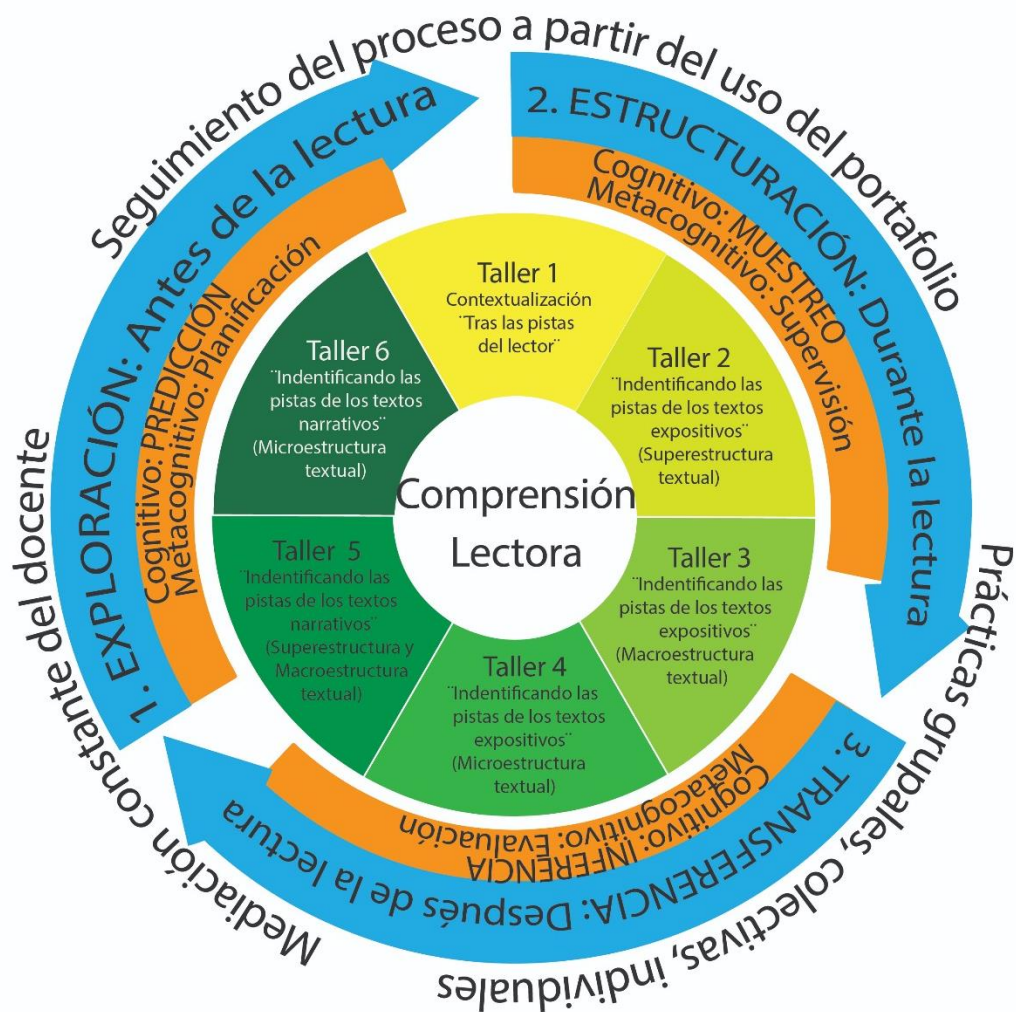 Seguimiento del proceso a partir del uso del portafolio
Prácticas grupales, colectivas, individuales
Mediación constante del docente
1. EXPLORACIÓN: Antes de la lectura
Cognitivo: PREDICCIÓN
Metacognitivo: Planificación
2. ESTRUCTURACIÓN: Durante la lectura
Cognitivo: MUESTREO
Metacognitivo: Supervisión
3. TRANSFERENCIA: Después de la lectura
Cognitivo: INFERENCIA
Metacognitivo: Evaluación
Taller 1
Contextualización
¨Tras las pistas
del lector¨
Taller 2
¨Indentificando las
pistas de los textos
expositivos¨
(Superestructura
textual)
Taller 3
¨Indentificando las
pistas de los textos
expositivos¨
(Macroestructura
textual)
Taller 4
¨Indentificando las
pistas de los textos
expositivos¨
(Microestructura
textual)
Taller 5
¨Indentificando las
pistas de los textos
narrativos¨
(Superestructura y
Macroestructura
textual)
Taller 6
¨Indentificando las
pistas de los textos
narrativos¨
(Microestructura
textual)
Comprensión
Lectora